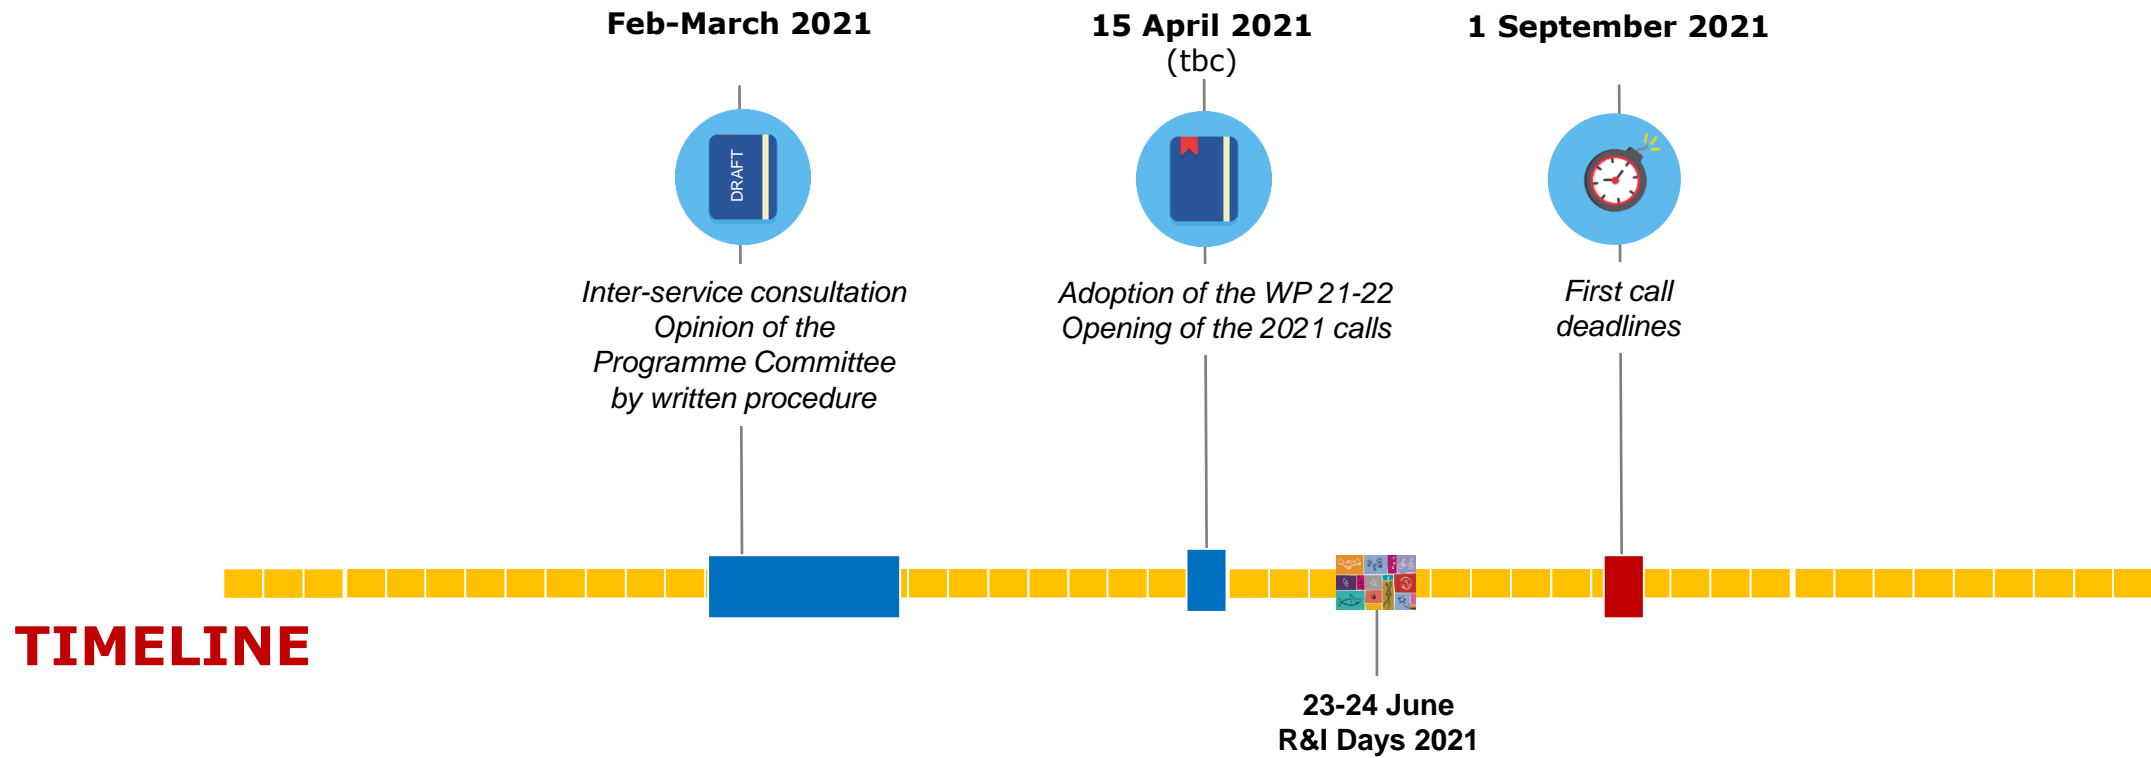 Feb-March 2021
DRAFT
Inter-service consultation
Opinion of the
Programme Committee
by written procedure
15 April 2021
(tbc)
Adoption of the WP 21-22
Opening of the 2021 calls
1 September 2021
First call
deadlines
TIMELINE
23-24 June
R&I Days 2021